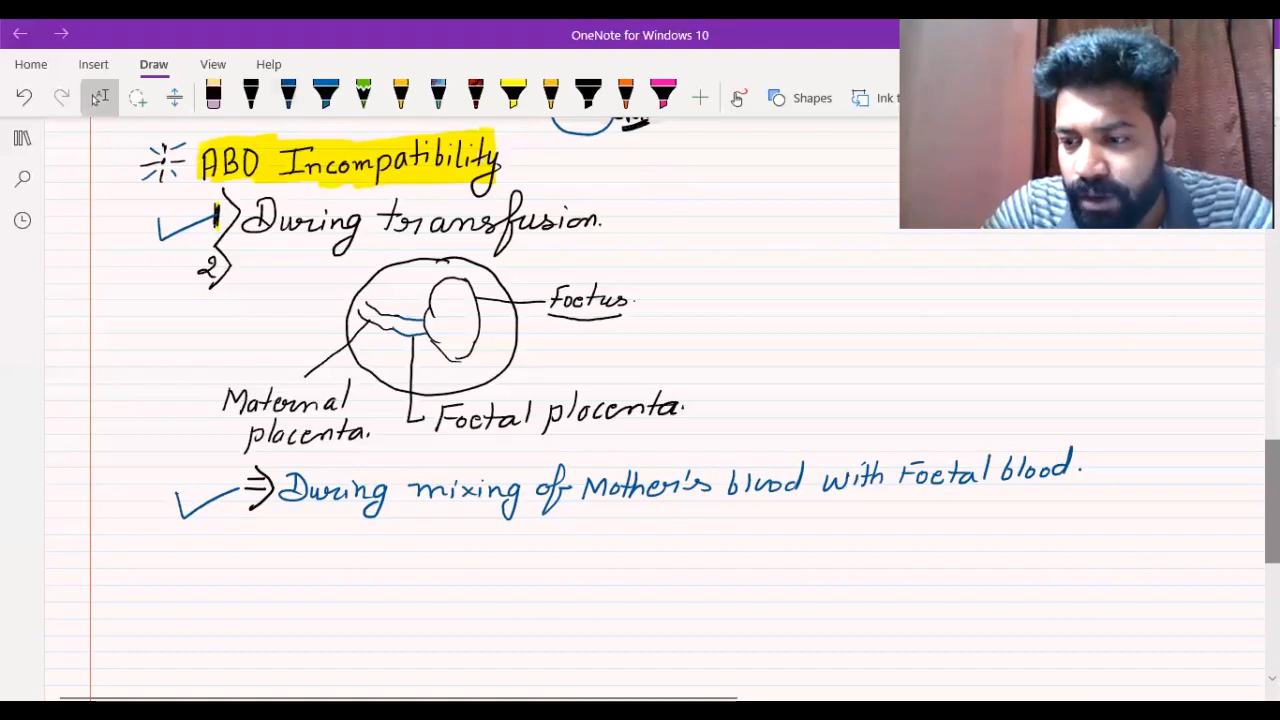 OneNote for Windows 10
Home Insert Draw View Help
Shapes Ink t
ABO Incompatibility
1) During transfusion.
2)
Foetus
Maternal
placenta.
Foetal placenta.
⇒ During mixing of Mother's blood with Foetal blood.